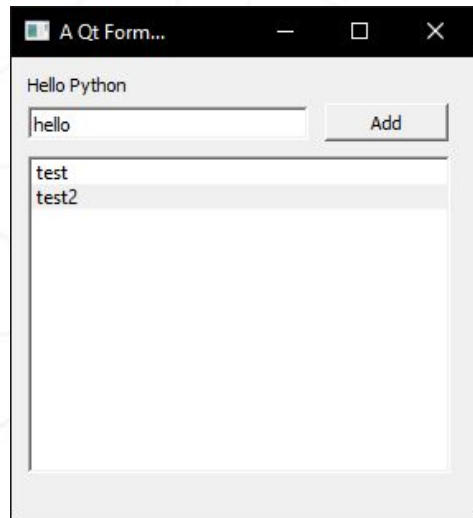 A Qt Form...
Hello Python
hello
Add
test
test2